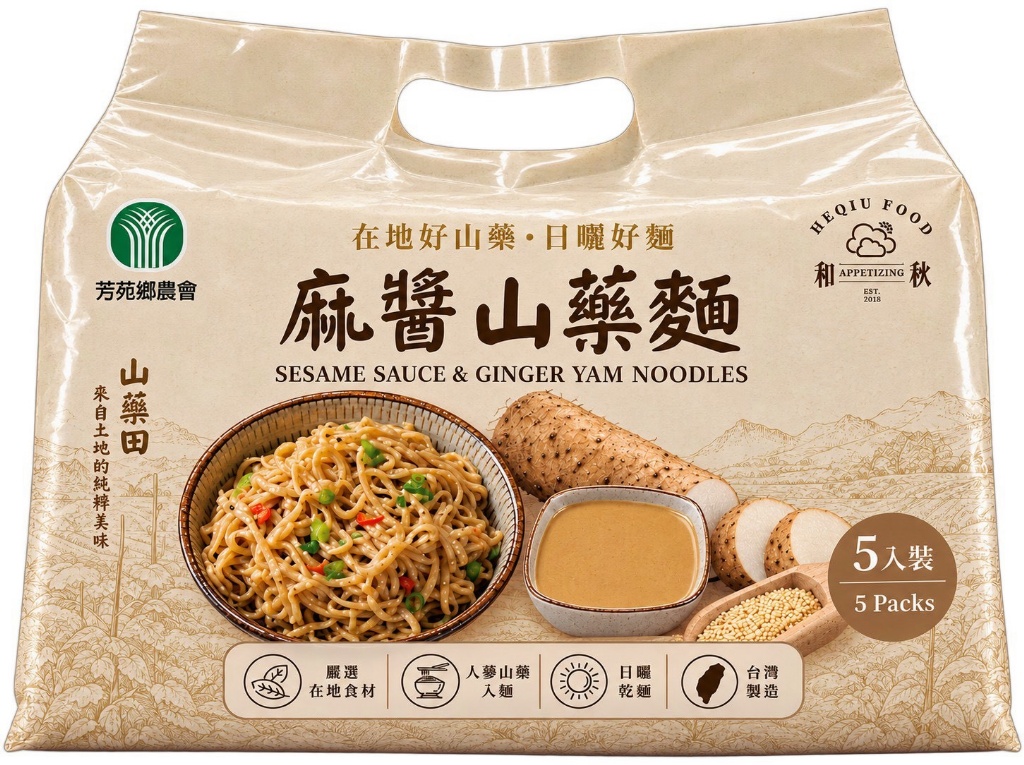 芳苑鄉農會
在地好山藥・日曬好麵
HEQIU FOOD
和 APPETIZING 秋
EST.
2018
麻醬山藥麵
SESAME SAUCE & GINGER YAM NOODLES
山藥田
來自土地的純粹美味
5入裝
5 Packs
嚴選
在地食材
人蔘山藥
入麵
日曬
乾麵
台灣
製造